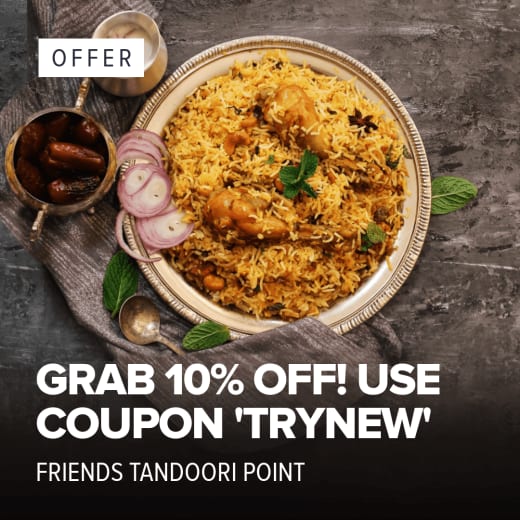 OFFER
GRAB 10% OFF! USE
COUPON 'TRYNEW'
FRIENDS TANDOORI POINT